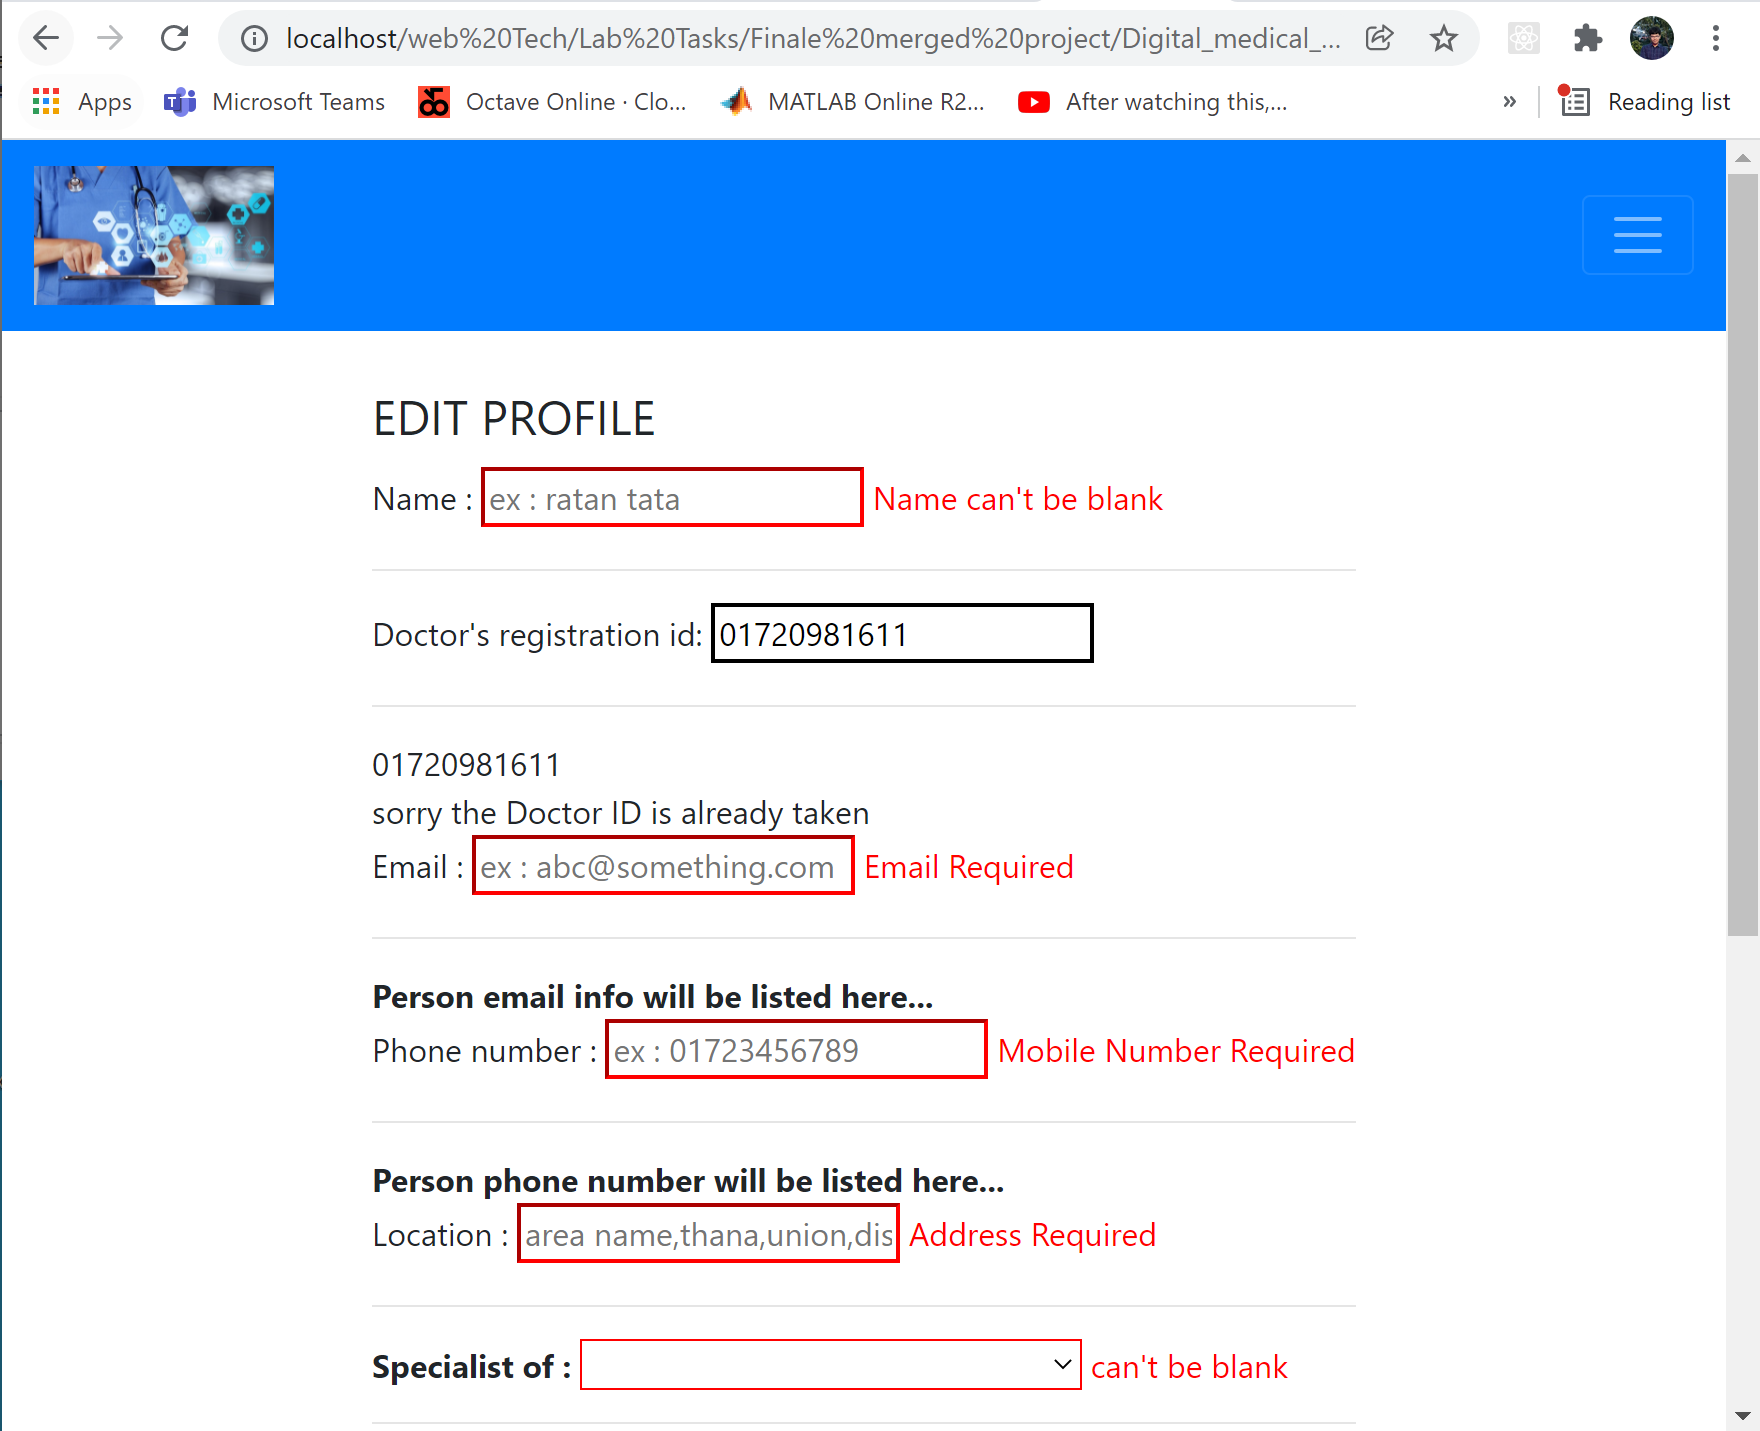 localhost/web%20Tech/Lab%20Tasks/Finale%20merged%20project/Digital_medical_...
Apps Microsoft Teams Octave Online · Clo... MATLAB Online R2... After watching this,... » Reading list
EDIT PROFILE
Name : ex : ratan tata Name can't be blank
Doctor's registration id: 01720981611
01720981611
sorry the Doctor ID is already taken
Email : ex : abc@something.com Email Required
Person email info will be listed here...
Phone number : ex : 01723456789 Mobile Number Required
Person phone number will be listed here...
Location : area name,thana,union,dis Address Required
Specialist of : can't be blank